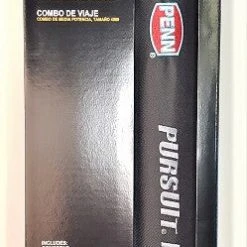 COMBO DE VIAJE
COMBO DE MEDIA POTENCIA, TAMAÑO 4000
PENN
PURSUIT
INCLUDES: